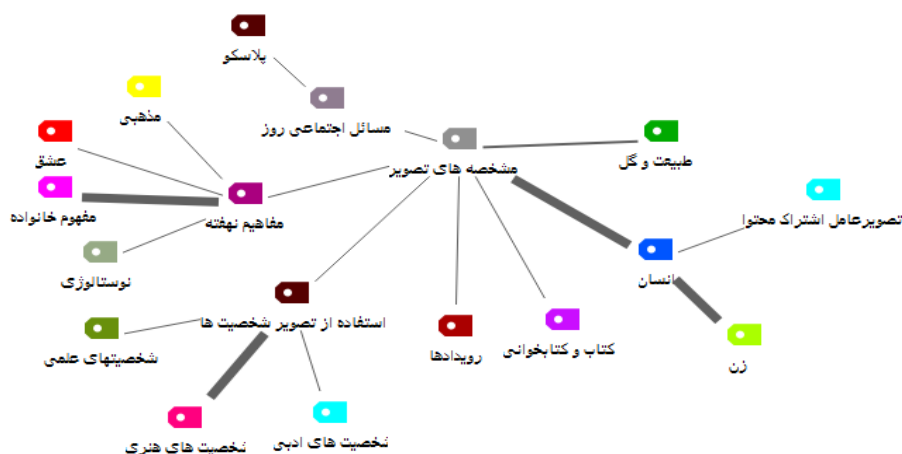 پلاسکو
مسائل اجتماعی روز
مذهبی
عشق
مفهوم خانواده
مفاهیم نهفته
نوستالوژی
مشخصه های تصویر
طبیعت و گل
تصویرعامل اشتراک محتوا
انسان
زن
استفاده از تصویر شخصیت ها
شخصیتهای علمی
رویدادها
کتاب و کتابخوانی
شخصیت های هنری
شخصیت های ادبی